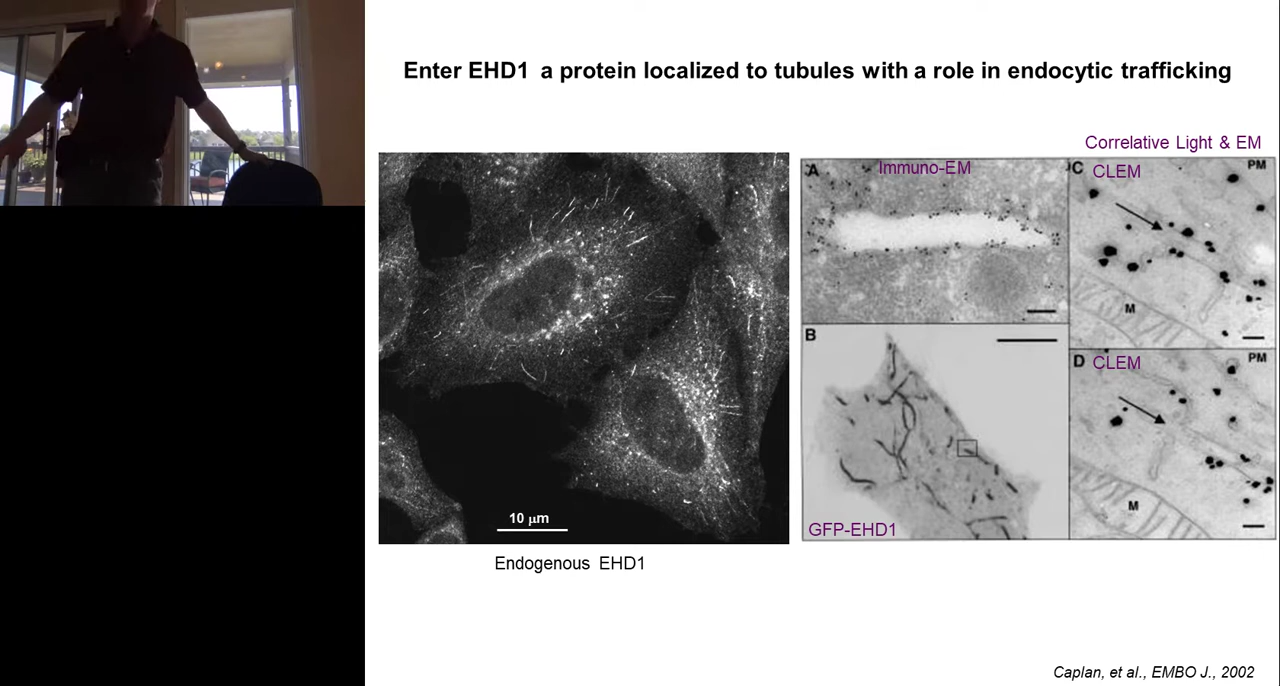 Enter EHD1 a protein localized to tubules with a role in endocytic trafficking
Correlative Light & EM
A
Immuno-EM
C
CLEM
PM
M
B
GFP-EHD1
D
CLEM
PM
M
10 μm
Endogenous EHD1
Caplan, et al., EMBO J., 2002